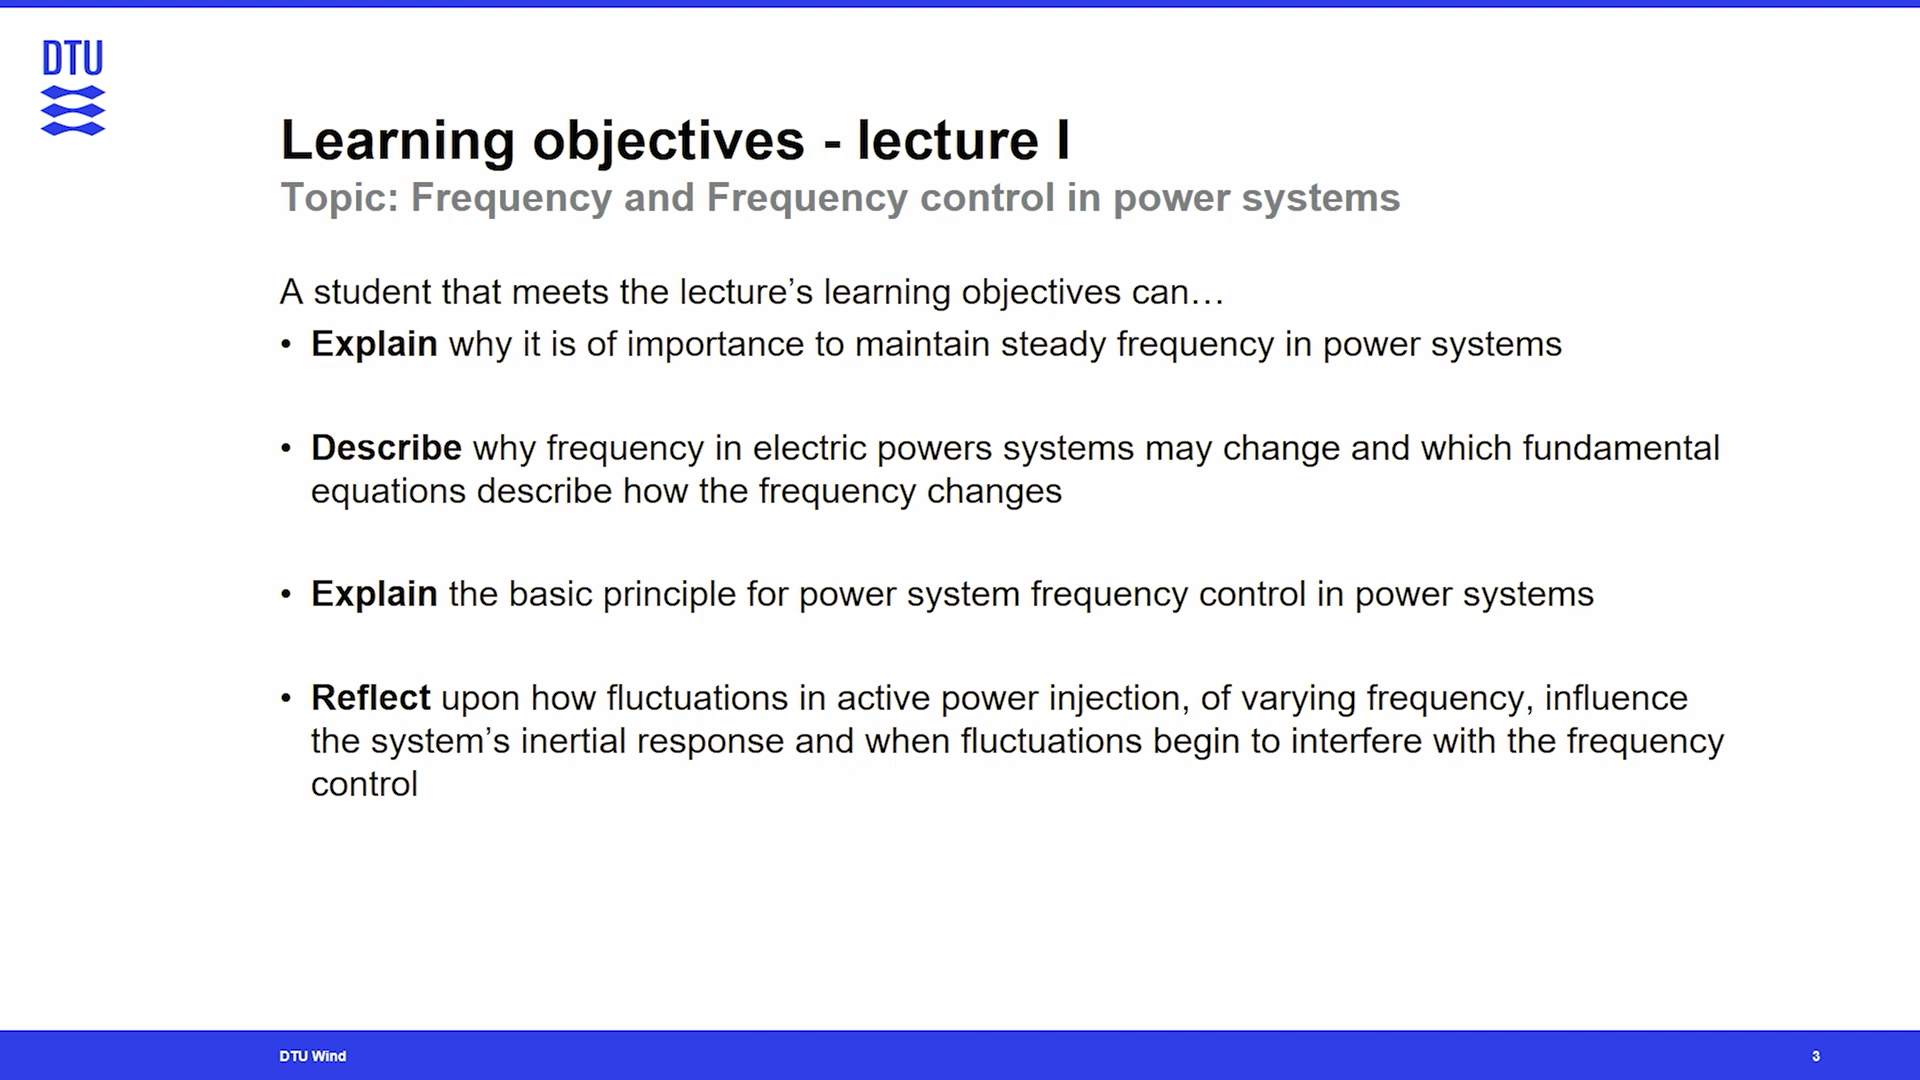 DTU
Learning objectives - lecture I
Topic: Frequency and Frequency control in power systems
A student that meets the lecture’s learning objectives can…
• Explain why it is of importance to maintain steady frequency in power systems
• Describe why frequency in electric powers systems may change and which fundamental
equations describe how the frequency changes
• Explain the basic principle for power system frequency control in power systems
• Reflect upon how fluctuations in active power injection, of varying frequency, influence
the system’s inertial response and when fluctuations begin to interfere with the frequency
control
DTU Wind
3